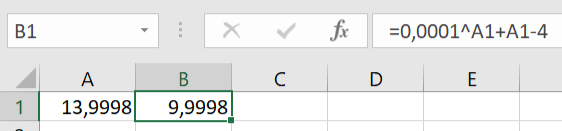 B1 fx =0,0001^A1+A1-4
A B C D E
1 13,9998 9,9998